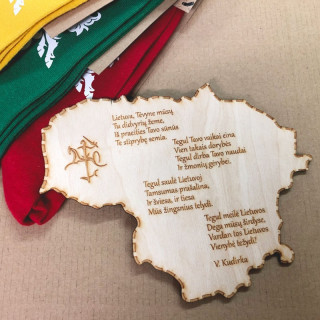 Lietuva, Tėvyne mūsų
Tu didvyrių žeme,
Iš praeities Tavo sūnūs
Te stiprybę semia.
Tegul Tavo vaikai eina
Vien takais dorybės
Tegul dirba Tavo naudai
Ir žmonių gėrybei.
Tegul saulė Lietuvoj
Tamsumas prašalina,
Ir šviesa, ir tiesa
Mūs žingsnius telydi.
Tegul meilė Lietuvos
Dega mūsų širdyse,
Vardan tos Lietuvos
Vienybė težydi!
V. Kudirka